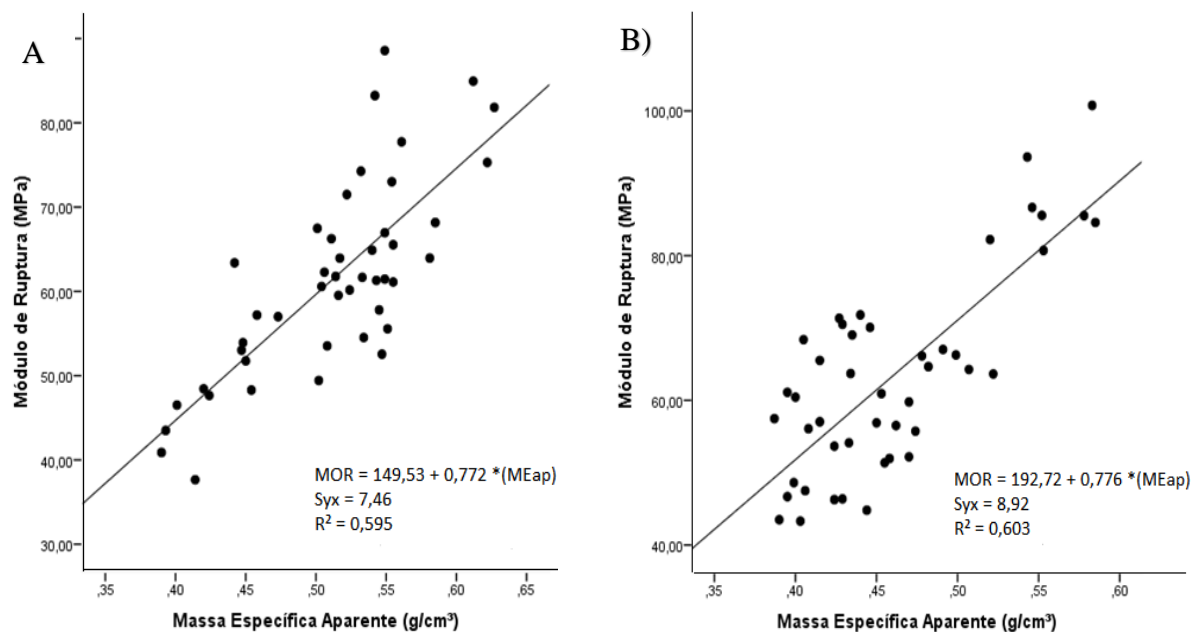 A
Módulo de Ruptura (MPa)
80,00
70,00
60,00
50,00
40,00
30,00
MOR = 149,53 + 0,772 *(MEap)
Syx = 7,46
R² = 0,595
,35 ,40 ,45 ,50 ,55 ,60 ,65
Massa Específica Aparente (g/cm³)
B)
Módulo de Ruptura (MPa)
100,00
80,00
60,00
40,00
MOR = 192,72 + 0,776 *(MEap)
Syx = 8,92
R² = 0,603
,35 ,40 ,45 ,50 ,55 ,60
Massa Específica Aparente (g/cm³)